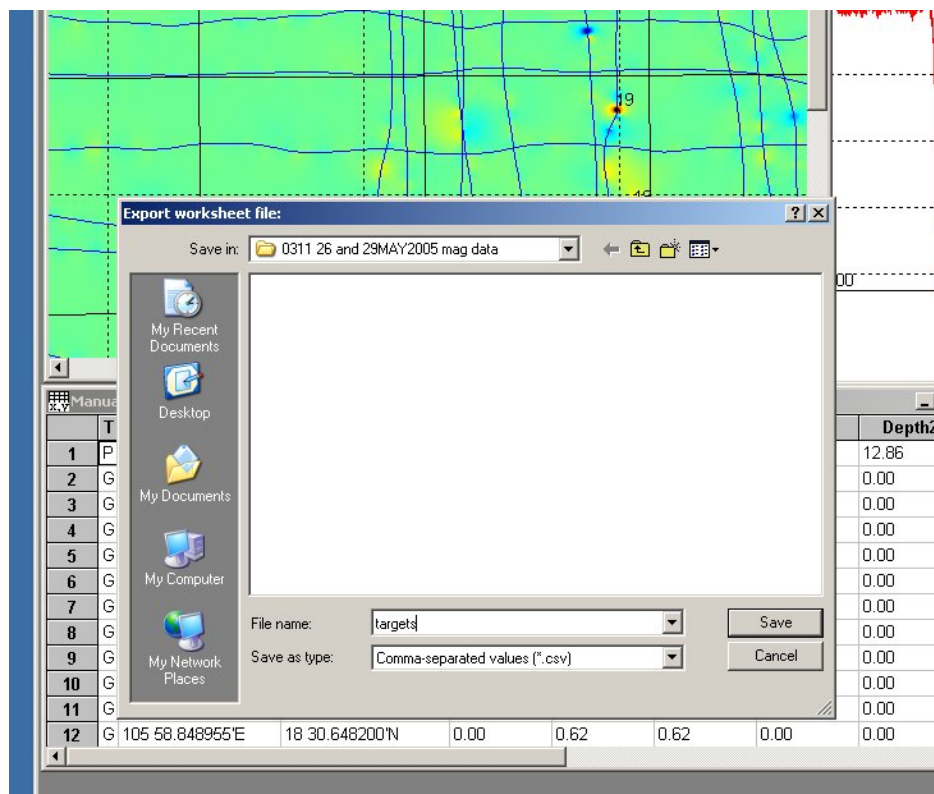 19
Export worksheet file:
Save in: 0311 26 and 29MAY2005 mag data
00
My Recent
Documents
Desktop
My Documents
My Computer
My Network
Places
File name: targets Save
Save as type: Comma-separated values (*.csv) Cancel
X,Y Manua
T Depth2
1 P 12.86
2 G 0.00
3 G 0.00
4 G 0.00
5 G 0.00
6 G 0.00
7 G 0.00
8 G 0.00
9 G 0.00
10 G 0.00
11 G 0.00
12 G 105 58.848955'E 18 30.648200'N 0.00 0.62 0.62 0.00 0.00